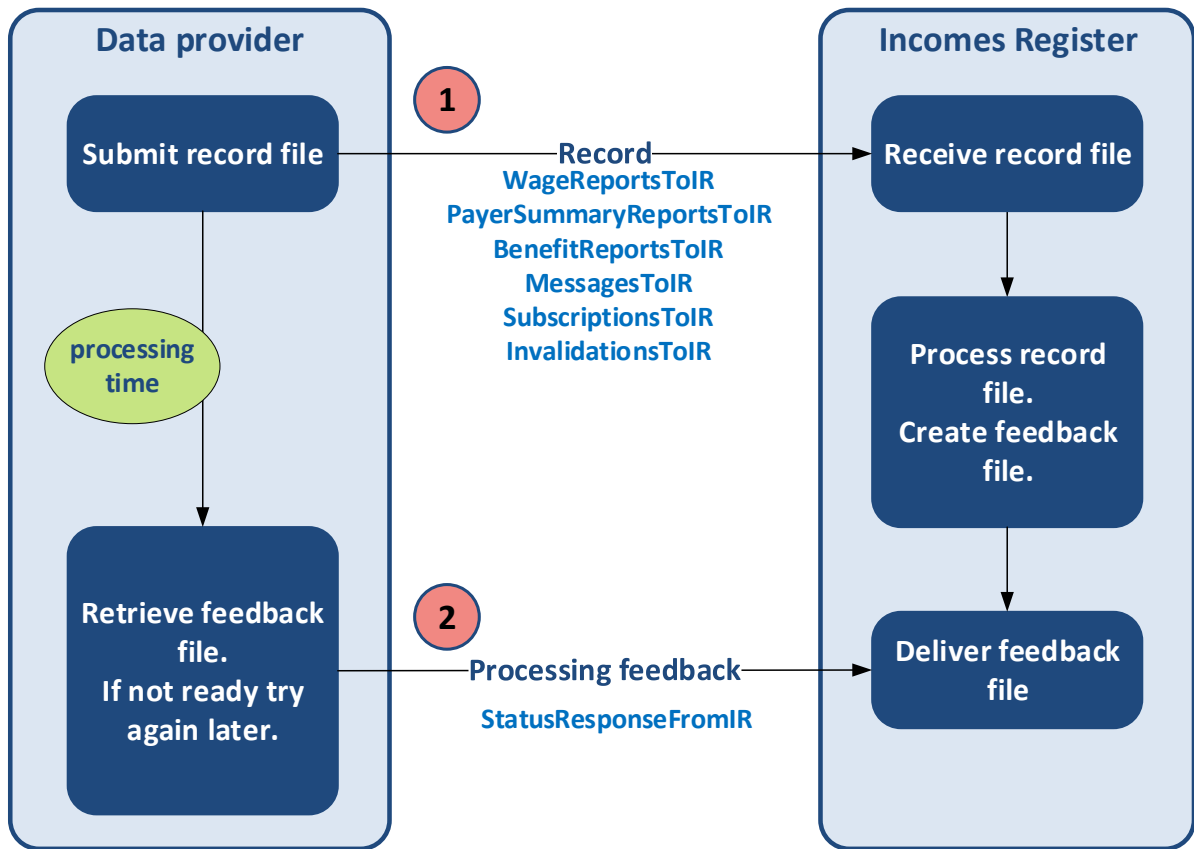 Data provider
Incomes Register
1
Submit record file
Record
Receive record file
WageReportsToIR
PayerSummaryReportsToIR
BenefitReportsToIR
MessagesToIR
SubscriptionsToIR
InvalidationsToIR
processing
time
Process record
file.
Create feedback
file.
2
Retrieve feedback
file.
If not ready try
again later.
Processing feedback
StatusResponseFromIR
Deliver feedback
file